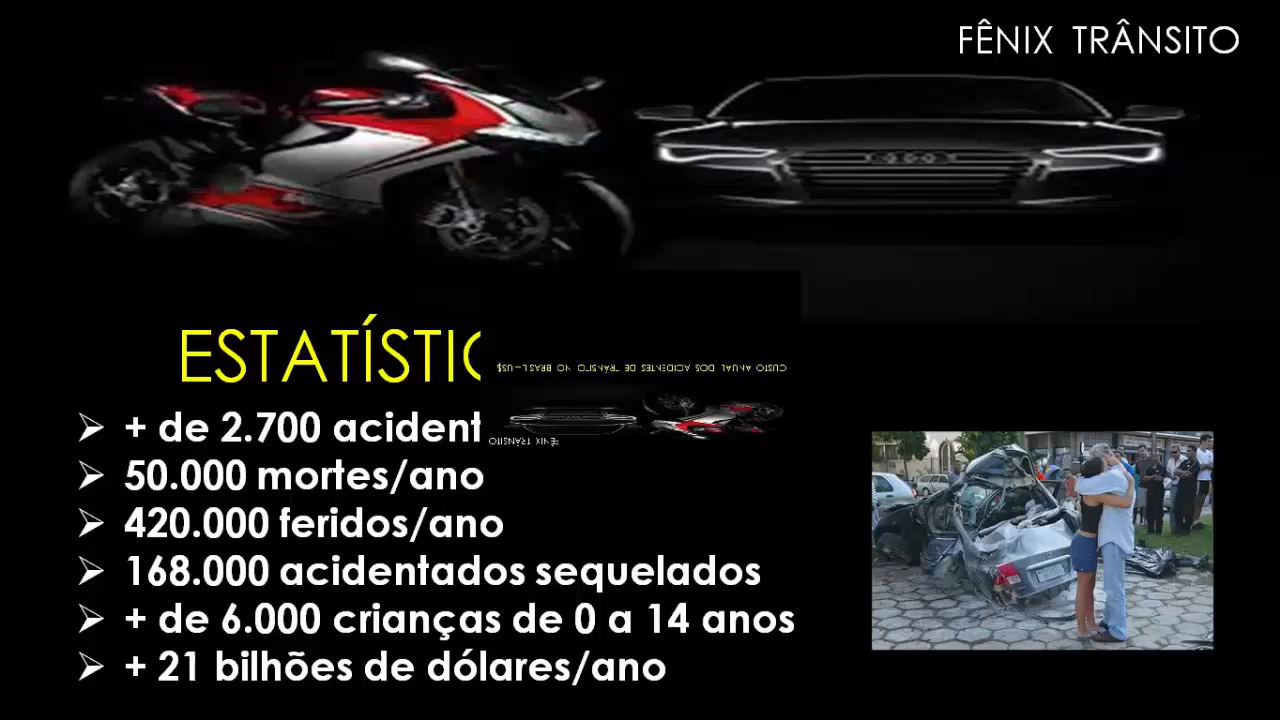 FÊNIX TRÂNSITO
ESTATÍSTIC
CUSTO ANUAL DOS ACIDENTES DE TRÂNSITO NO BRASIL-US$
FÊNIX TRÂNSITO
+ de 2.700 acident
50.000 mortes/ano
420.000 feridos/ano
168.000 acidentados sequelados
+ de 6.000 crianças de 0 a 14 anos
+ 21 bilhões de dólares/ano